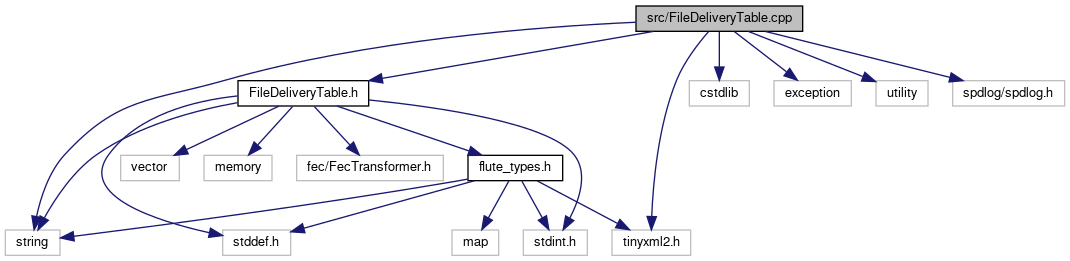 src/FileDeliveryTable.cpp
FileDeliveryTable.h
cstdlib
exception
utility
spdlog/spdlog.h
vector
memory
fec/FecTransformer.h
flute_types.h
string
stddef.h
map
stdint.h
tinyxml2.h